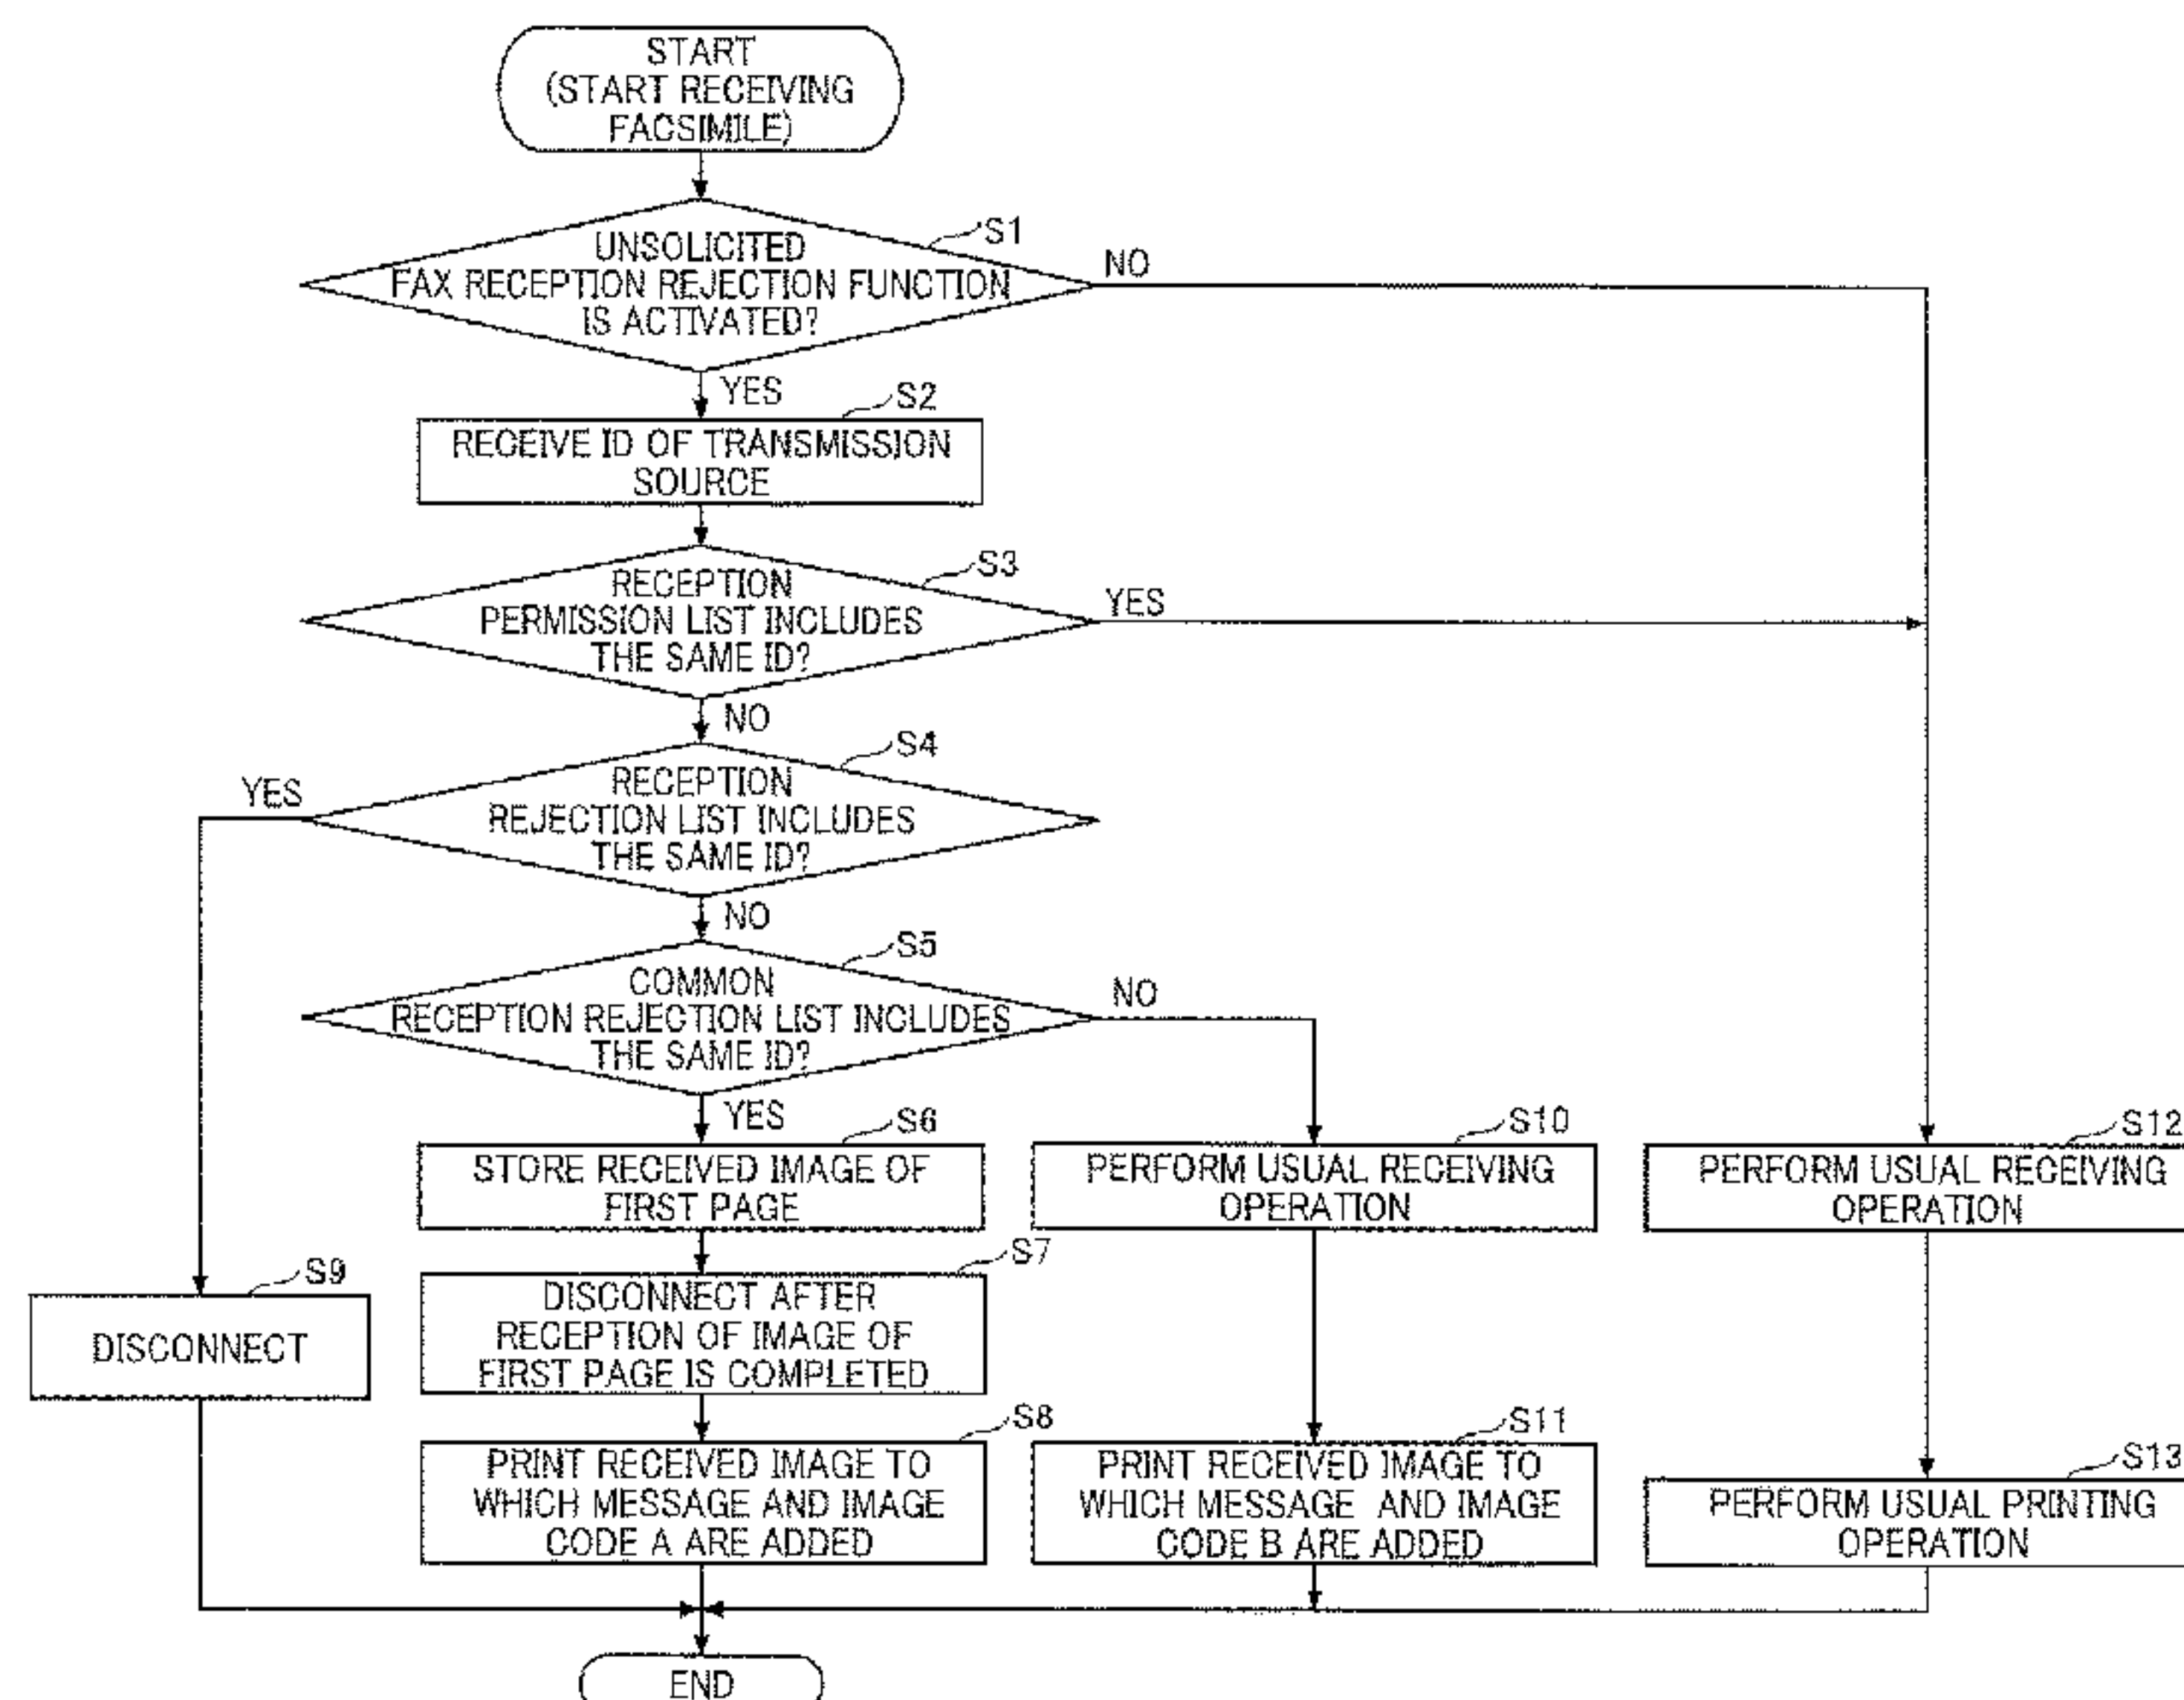 START
(START RECEIVING
FACSIMILE)
S1
UNSOLICITED
FAX RECEPTION REJECTION FUNCTION
IS ACTIVATED?
NO
YES
S2
RECEIVE ID OF TRANSMISSION
SOURCE
S3
RECEPTION
PERMISSION LIST INCLUDES
THE SAME ID?
YES
NO
S4
RECEPTION
REJECTION LIST INCLUDES
THE SAME ID?
YES
NO
S5
COMMON
RECEPTION REJECTION LIST INCLUDES
THE SAME ID?
NO
YES
S6
STORE RECEIVED IMAGE OF
FIRST PAGE
S10
PERFORM USUAL RECEIVING
OPERATION
S12
PERFORM USUAL RECEIVING
OPERATION
S9
DISCONNECT
S7
DISCONNECT AFTER
RECEPTION OF IMAGE OF
FIRST PAGE IS COMPLETED
S8
PRINT RECEIVED IMAGE TO
WHICH MESSAGE AND IMAGE
CODE A ARE ADDED
S11
PRINT RECEIVED IMAGE TO
WHICH MESSAGE AND IMAGE
CODE B ARE ADDED
S13
PERFORM USUAL PRINTING
OPERATION
END